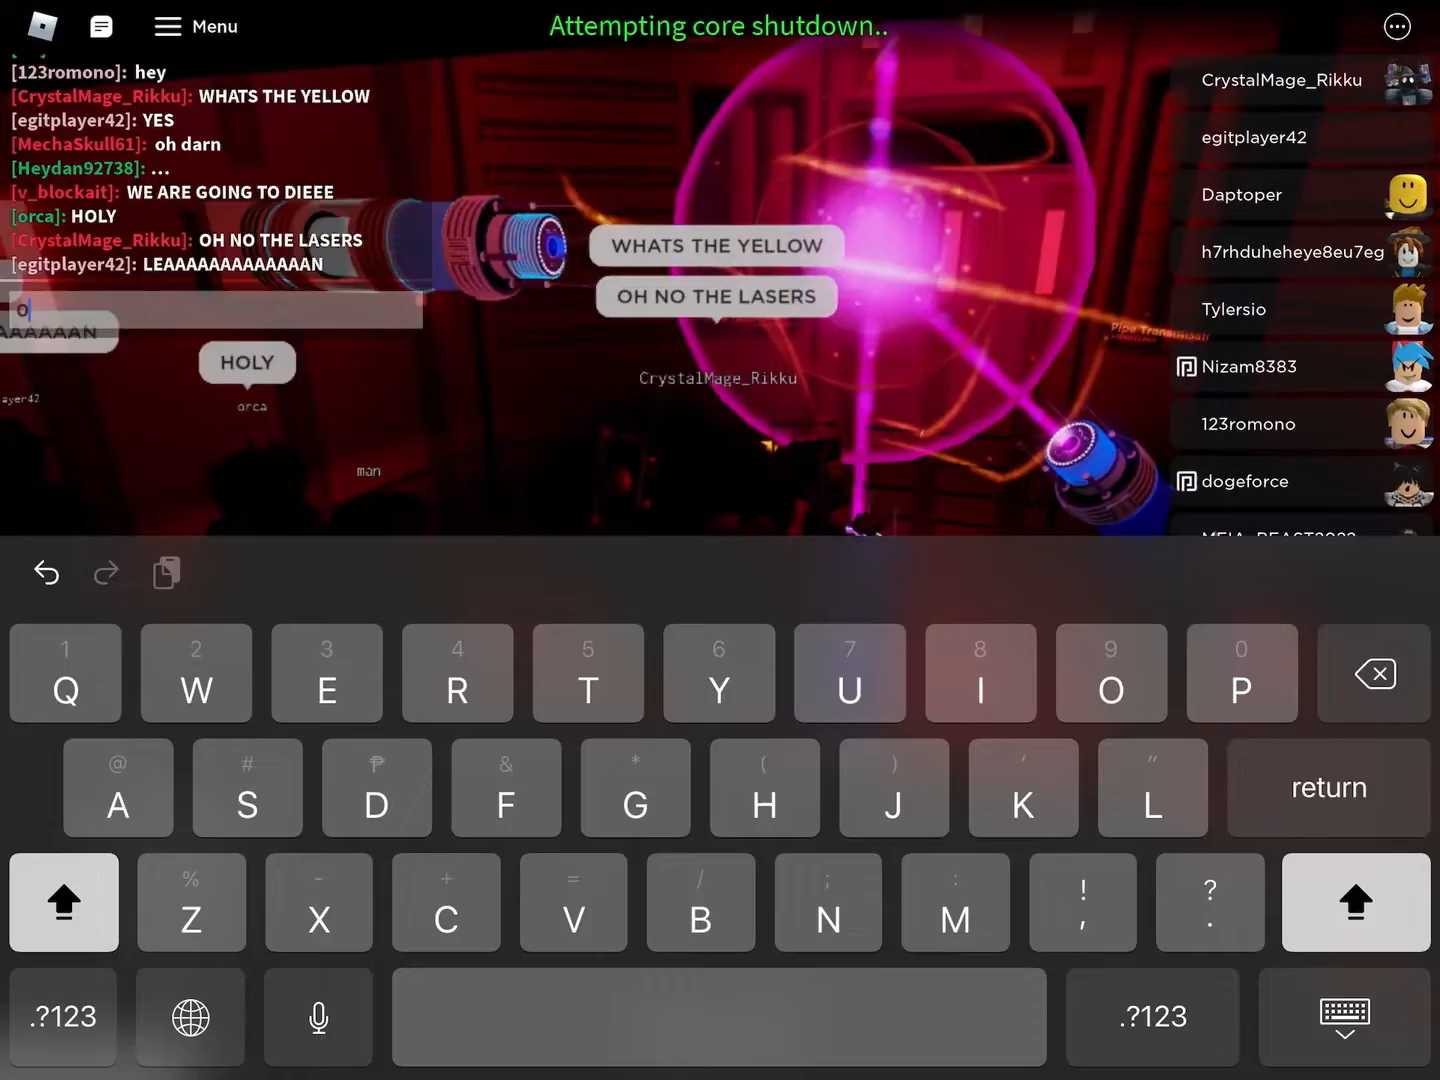 Menu
Attempting core shutdown..
[123romono]: hey
[CrystalMage_Rikku]: WHATS THE YELLOW
[egitplayer42]: YES
[MechaSkull61]: oh darn
[Heydan92738]: ...
[v_blockait]: WE ARE GOING TO DIEEE
[orca]: HOLY
[CrystalMage_Rikku]: OH NO THE LASERS
[egitplayer42]: LEAAAAAAAAAAAAN
O
AAAAAAN
ayer42
HOLY
orca
man
WHATS THE YELLOW
OH NO THE LASERS
CrystalMage_Rikku
CrystalMage_Rikku
egitplayer42
Daptoper
h7rhduheheye8eu7eg
Tylersio
Nizam8383
123romono
dogeforce
1 2 3 4 5 6 7 8 9 0
Q W E R T Y U I O P
@ # ₱ & * ( ) ' "
A S D F G H J K L return
% - + = / ; : ! ?
Z X C V B N M , .
.?123 .?123